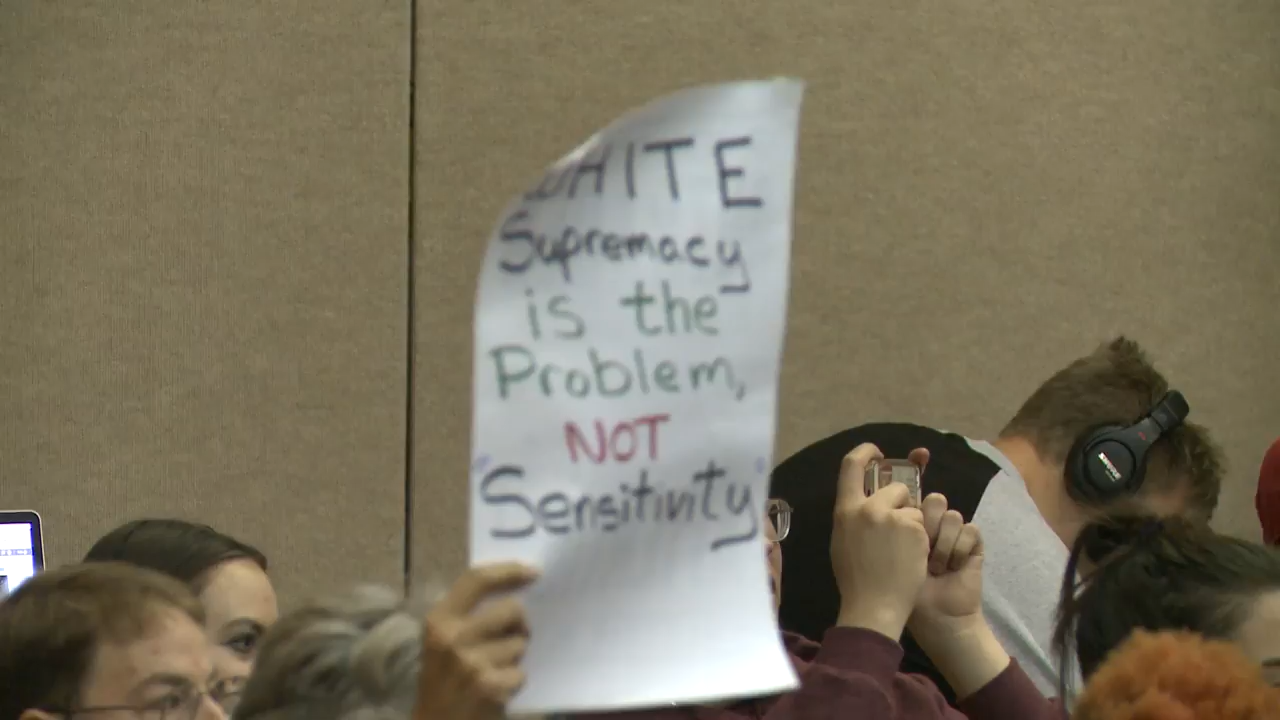 WHITE
Supremacy
is the
Problem,
NOT
"Sensitivity"